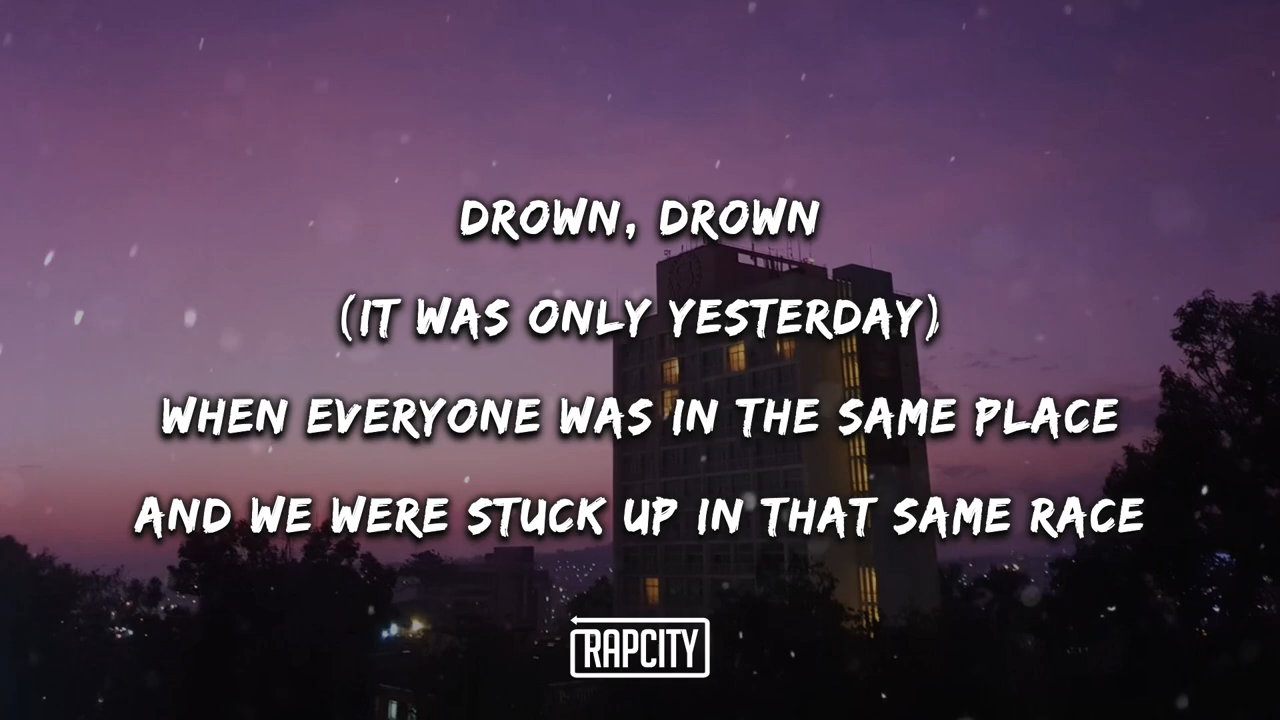 DROWN, DROWN
(IT WAS ONLY YESTERDAY)
WHEN EVERYONE WAS IN THE SAME PLACE
AND WE WERE STUCK UP IN THAT SAME RACE
RAPCITY